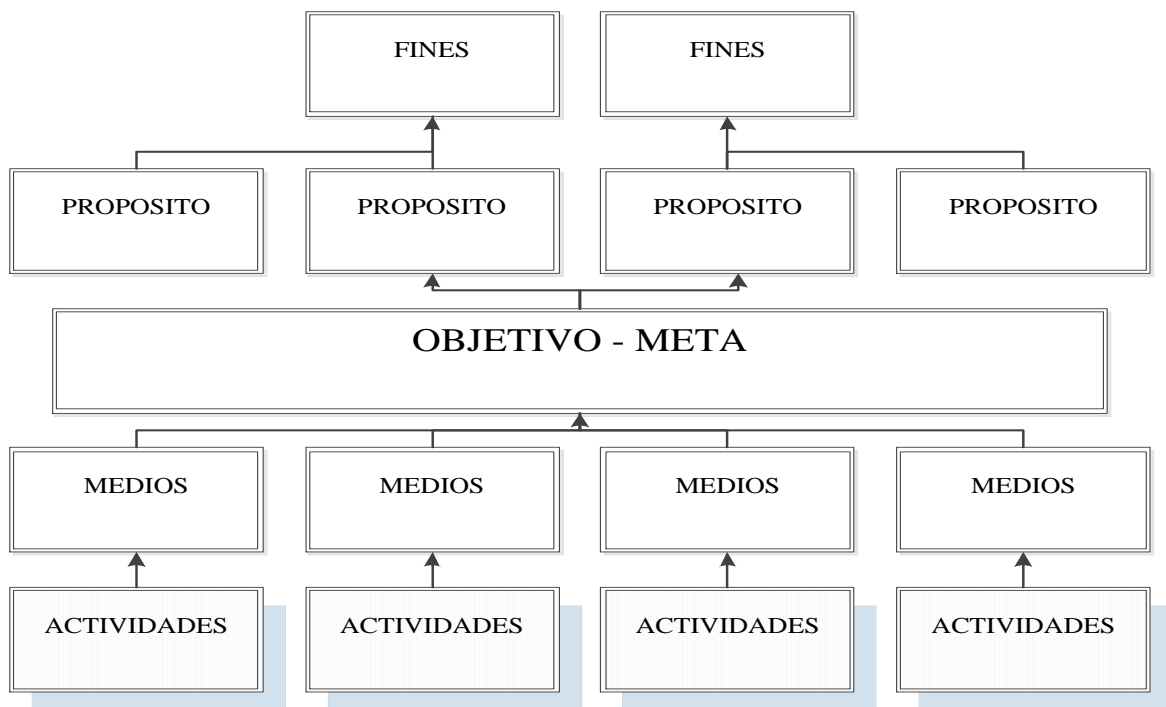 FINES FINES
PROPOSITO PROPOSITO PROPOSITO PROPOSITO
OBJETIVO - META
MEDIOS MEDIOS MEDIOS MEDIOS
ACTIVIDADES ACTIVIDADES ACTIVIDADES ACTIVIDADES